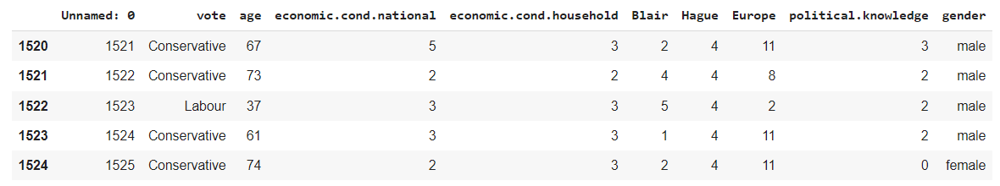 Unnamed: 0 vote age economic.cond.national economic.cond.household Blair Hague Europe political.knowledge gender
1520 1521 Conservative 67 5 3 2 4 11 3 male
1521 1522 Conservative 73 2 2 4 4 8 2 male
1522 1523 Labour 37 3 3 5 4 2 2 male
1523 1524 Conservative 61 3 3 1 4 11 2 male
1524 1525 Conservative 74 2 3 2 4 11 0 female